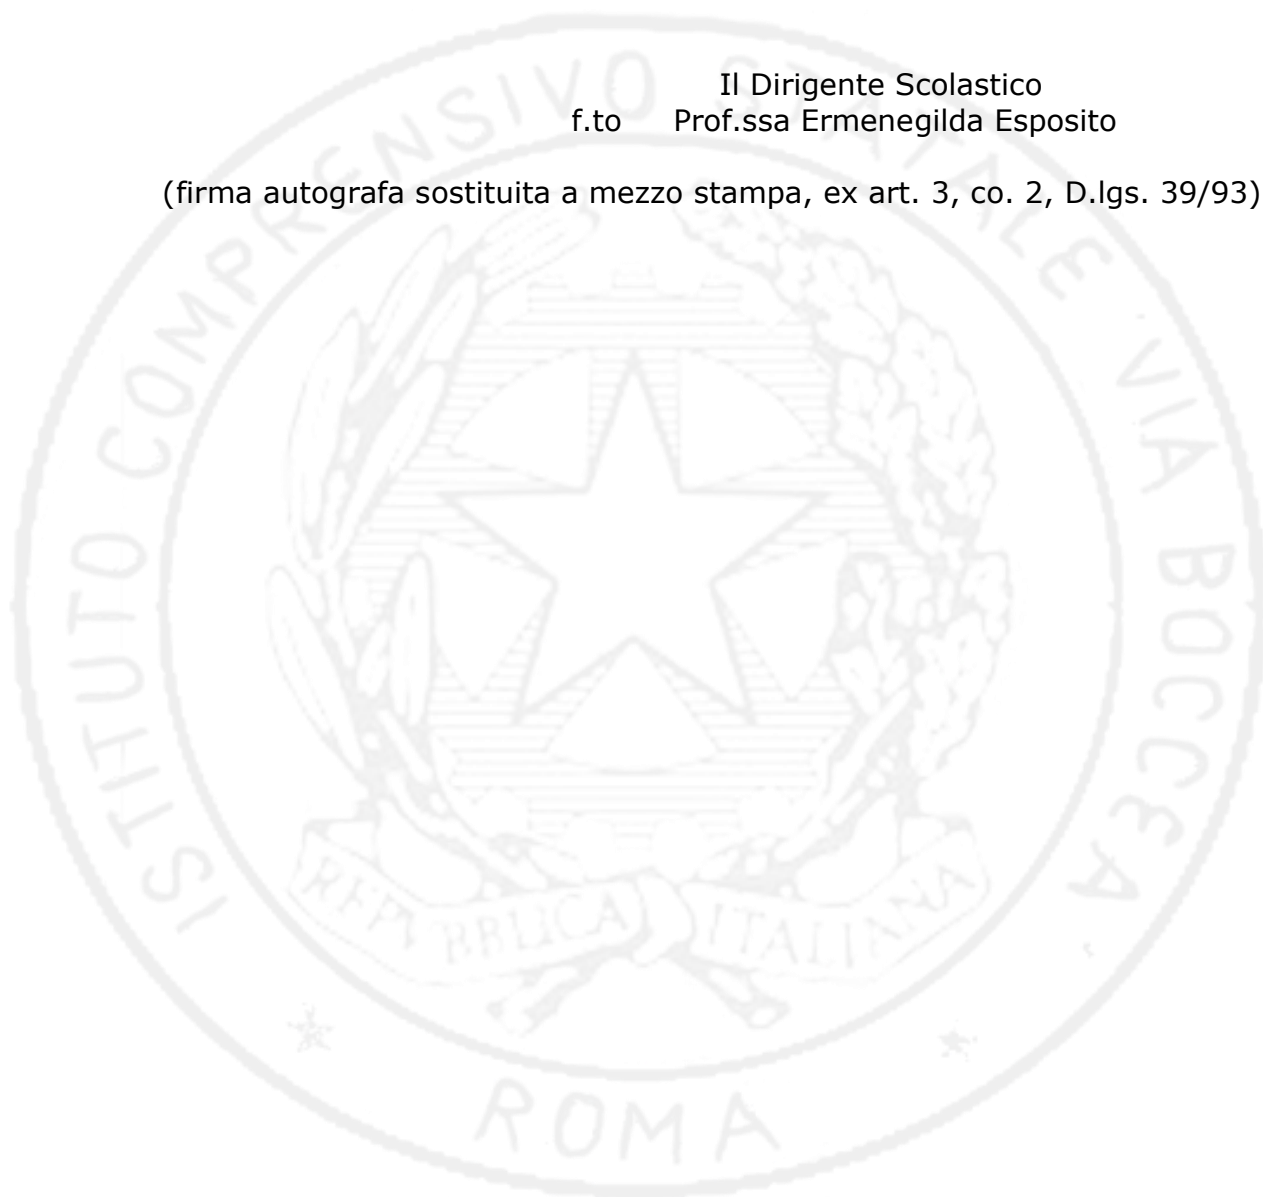 Il Dirigente Scolastico
f.to Prof.ssa Ermenegilda Esposito
(firma autografa sostituita a mezzo stampa, ex art. 3, co. 2, D.lgs. 39/93)
ISTITUTO COMPRENSIVO STATALE VIA BOCCEA
REPVBBLICA ITALIANA
ROMA